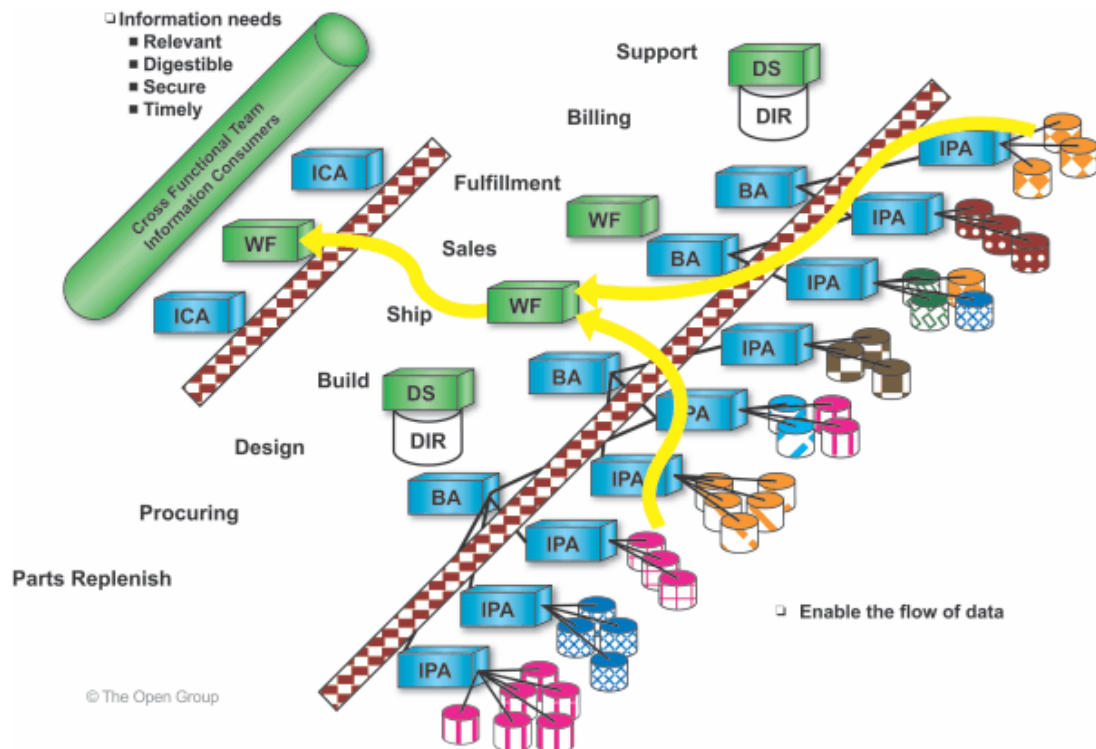 ❑ Information needs
■ Relevant
■ Digestible
■ Secure
■ Timely
Cross Functional Team
Information Consumers
Support
DS
DIR
Billing
IPA
ICA
Fulfillment
BA
WF
WF
IPA
Sales
BA
IPA
ICA
Ship
WF
IPA
Build
BA
DS
DIR
IPA
Design
IPA
BA
Procuring
IPA
Parts Replenish
IPA
❑ Enable the flow of data
IPA
© The Open Group